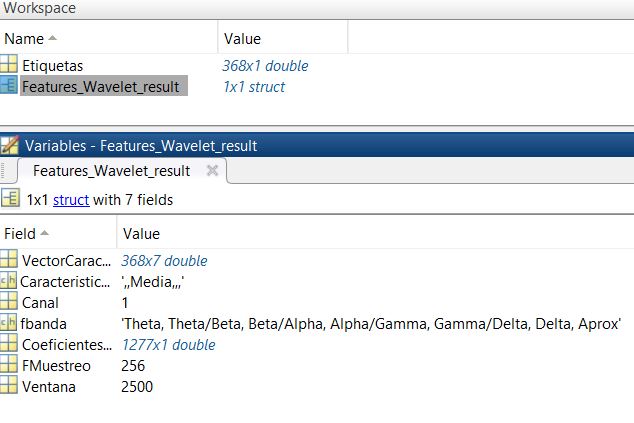 Workspace
Name Value
Etiquetas 368x1 double
Features_Wavelet_result 1x1 struct
Variables - Features_Wavelet_result
Features_Wavelet_result
1x1 struct with 7 fields
Field Value
VectorCarac... 368x7 double
Caracteristic... ',,Media,,,'
Canal 1
fbanda 'Theta, Theta/Beta, Beta/Alpha, Alpha/Gamma, Gamma/Delta, Delta, Aprox'
Coeficientes... 1277x1 double
FMuestreo 256
Ventana 2500